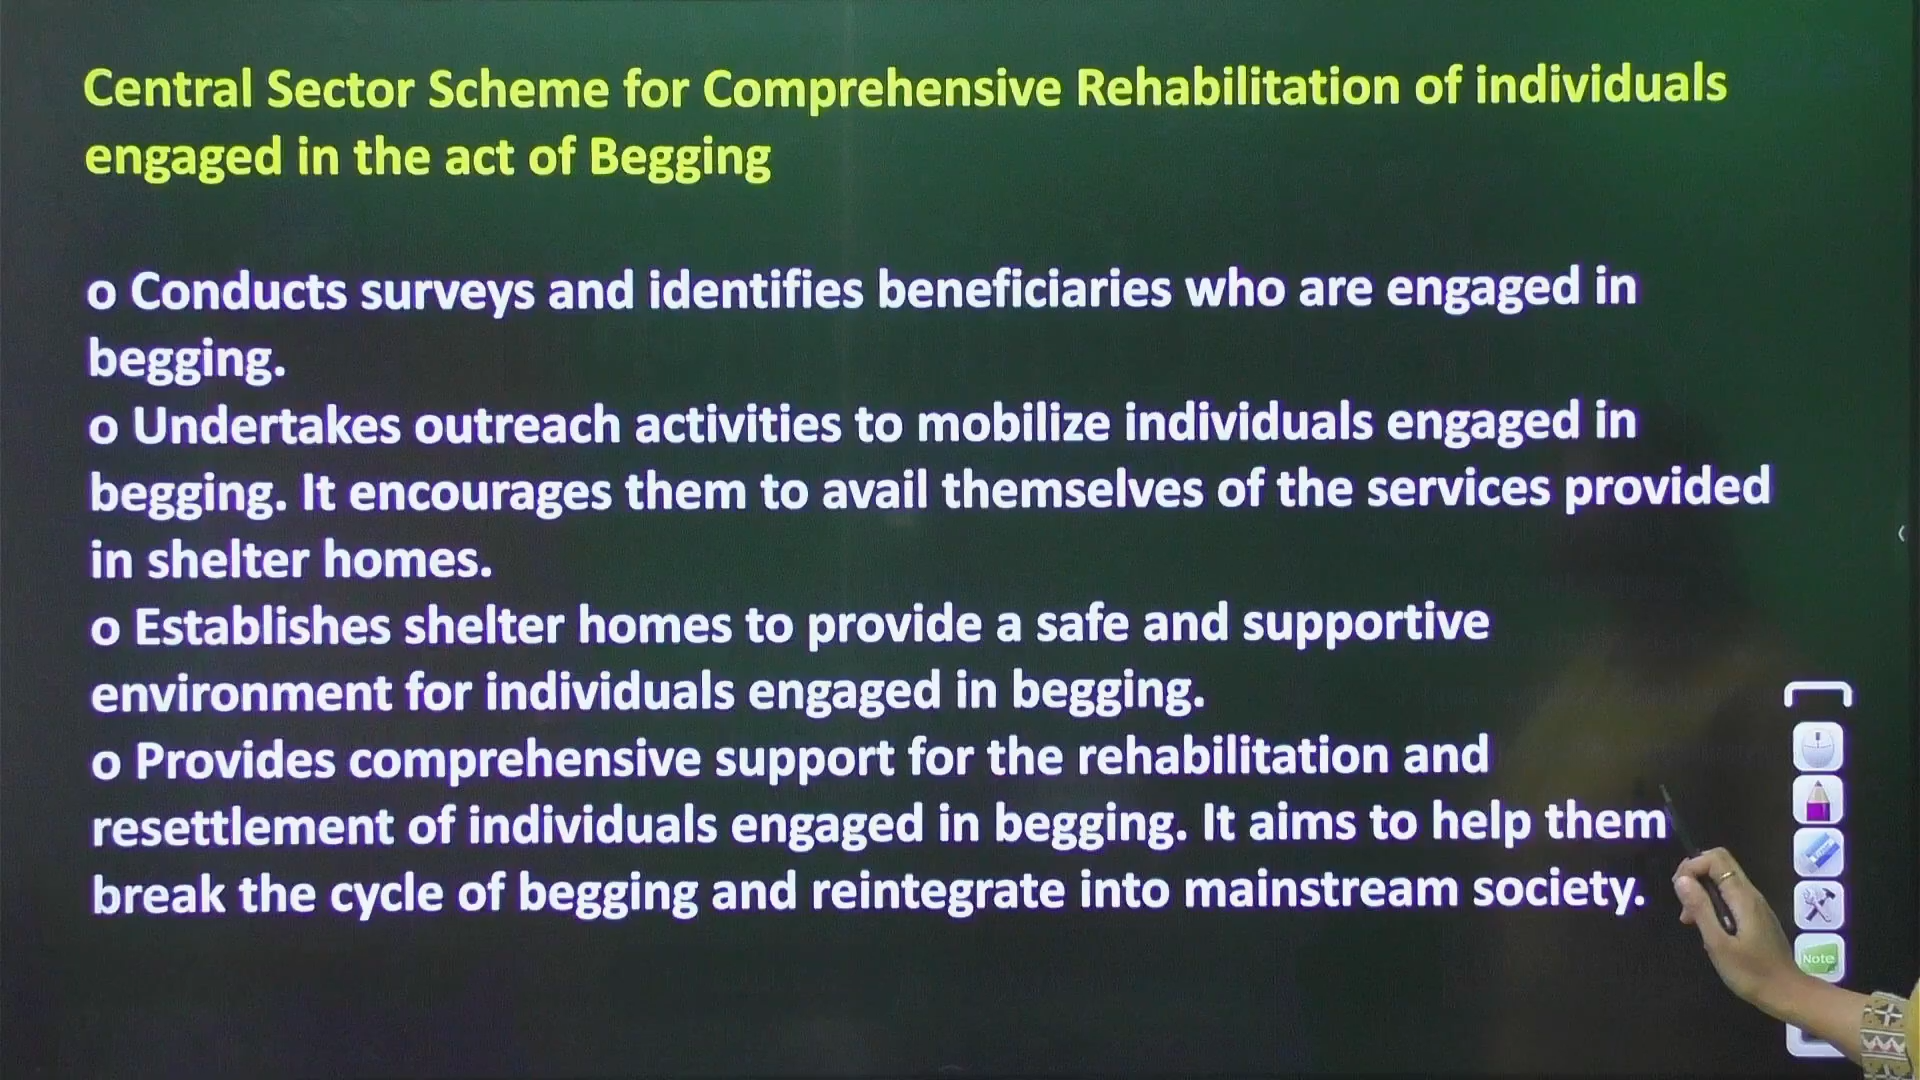 Central Sector Scheme for Comprehensive Rehabilitation of individuals
engaged in the act of Begging
o Conducts surveys and identifies beneficiaries who are engaged in
begging.
o Undertakes outreach activities to mobilize individuals engaged in
begging. It encourages them to avail themselves of the services provided
in shelter homes.
o Establishes shelter homes to provide a safe and supportive
environment for individuals engaged in begging.
o Provides comprehensive support for the rehabilitation and
resettlement of individuals engaged in begging. It aims to help them
break the cycle of begging and reintegrate into mainstream society.
Note